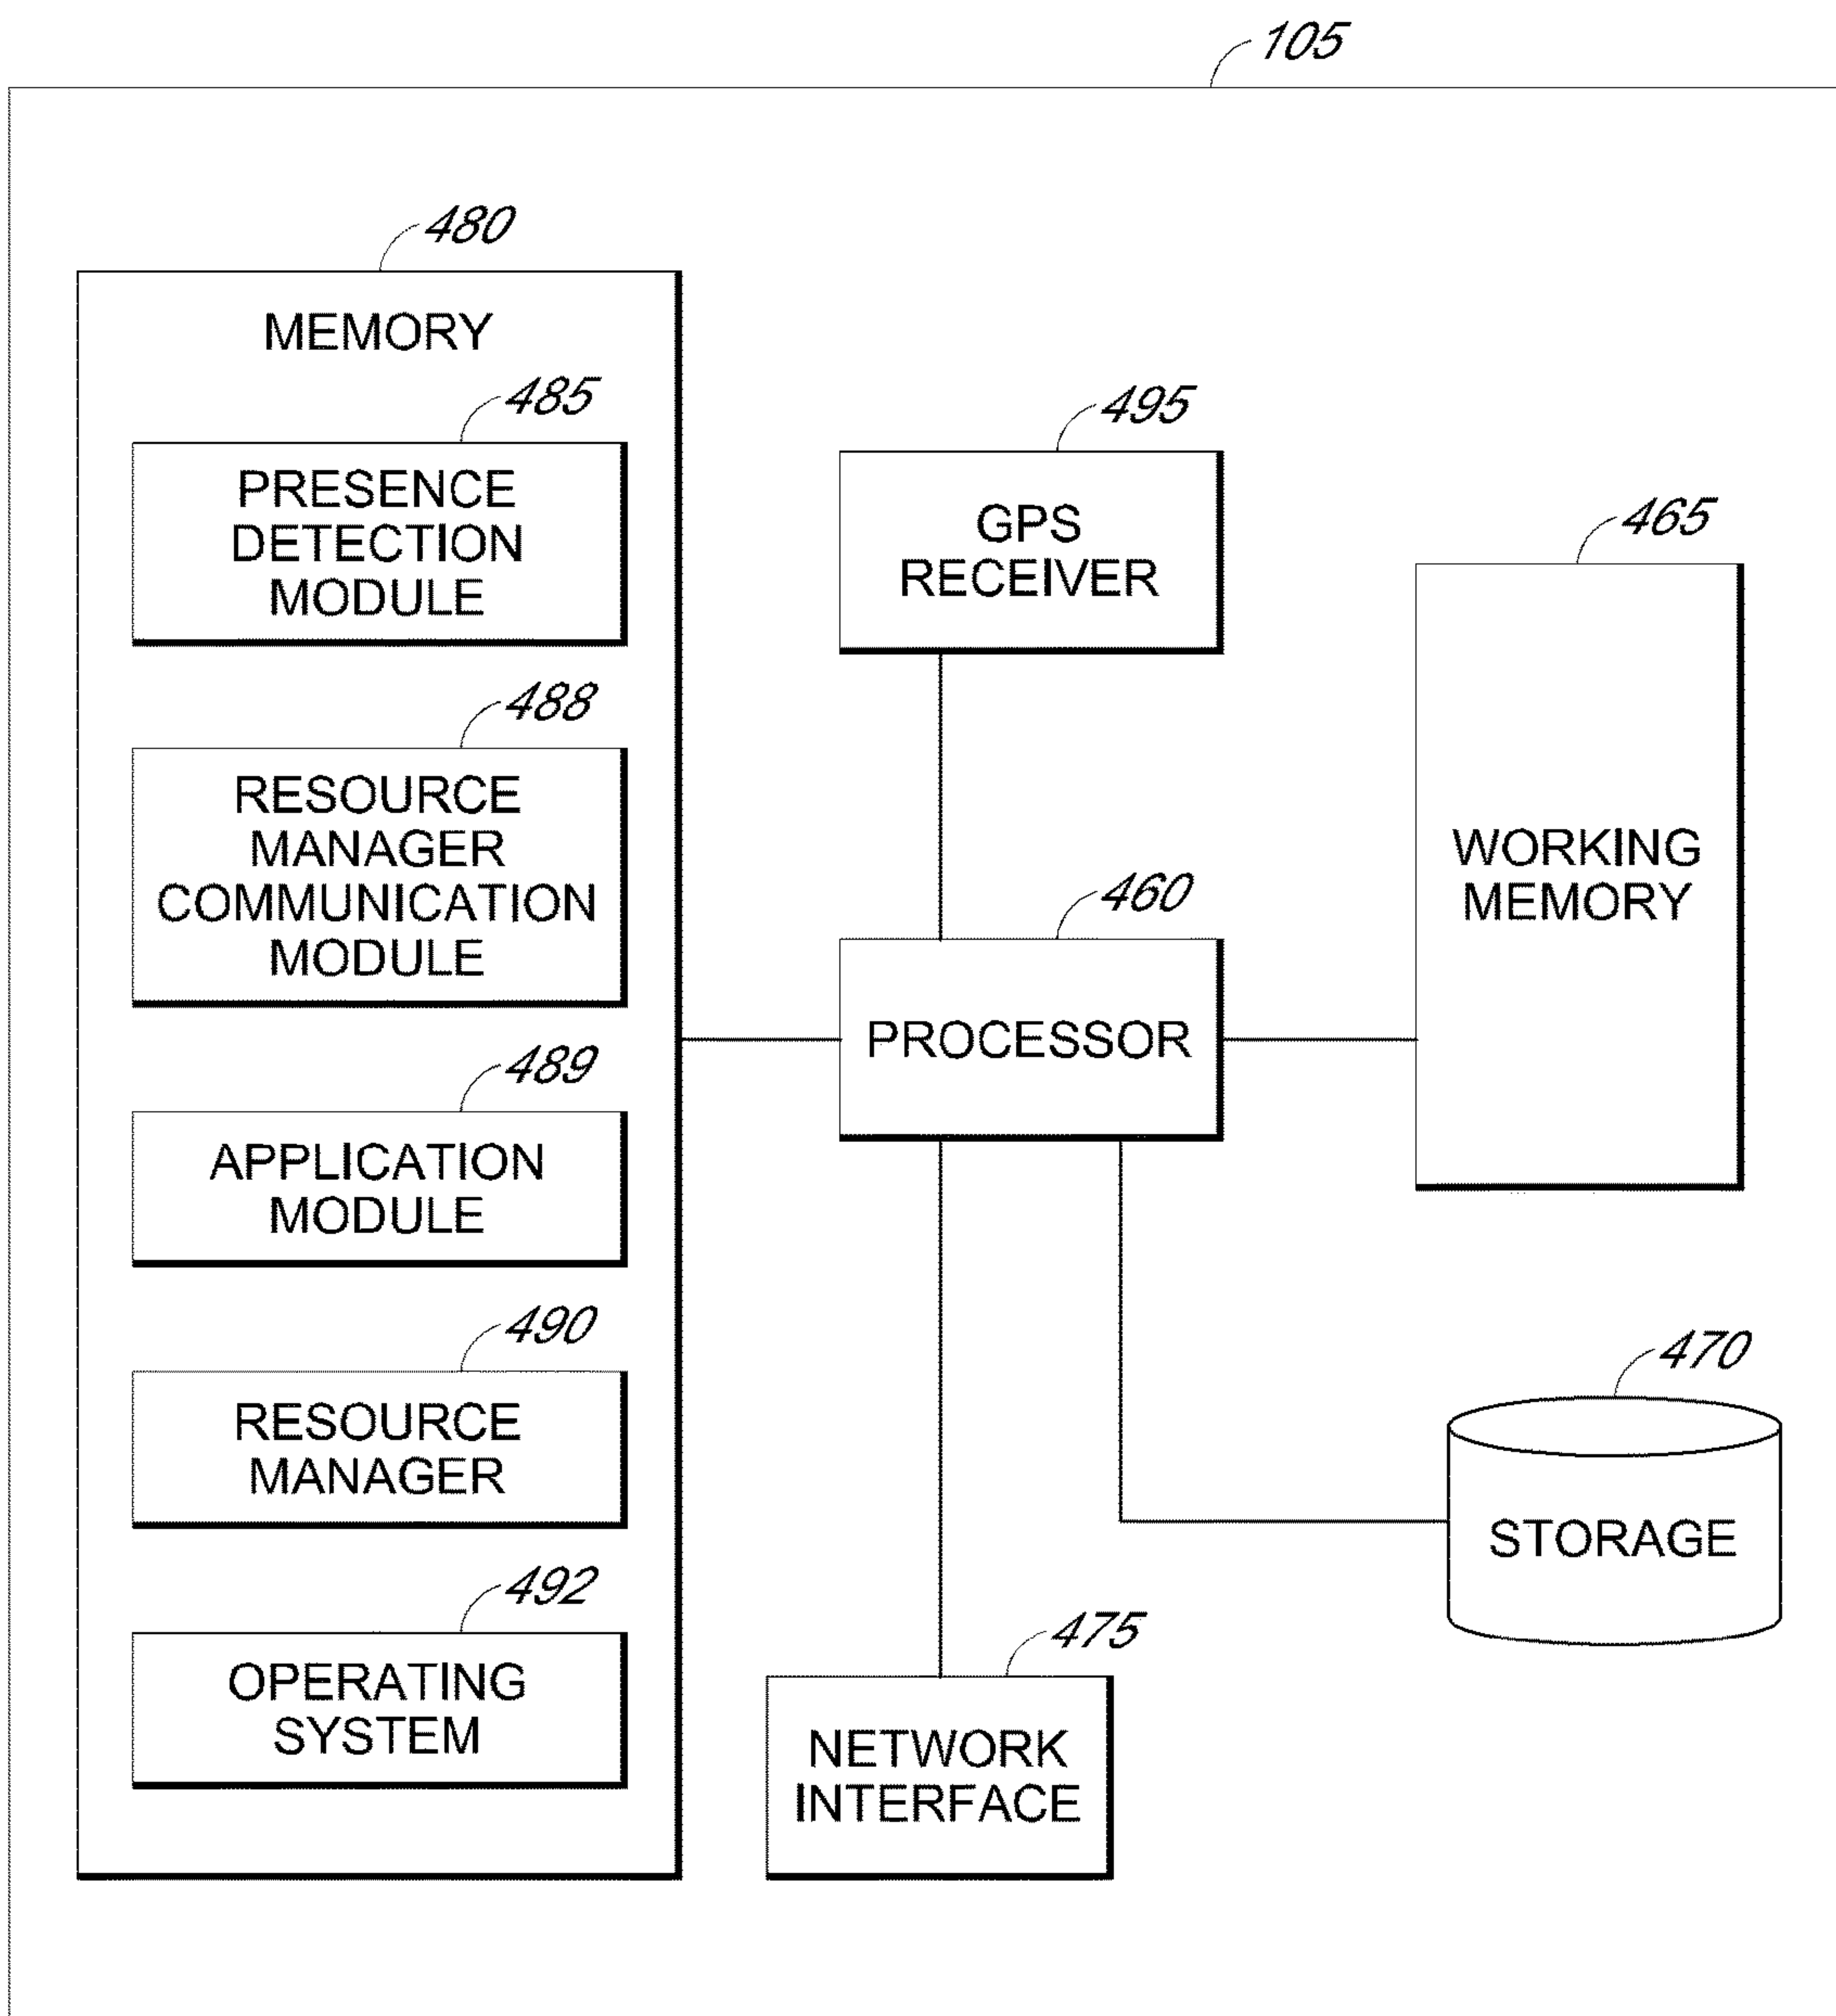 105
480
MEMORY
485
PRESENCE
DETECTION
MODULE
488
RESOURCE
MANAGER
COMMUNICATION
MODULE
489
APPLICATION
MODULE
490
RESOURCE
MANAGER
492
OPERATING
SYSTEM
495
GPS
RECEIVER
460
PROCESSOR
475
NETWORK
INTERFACE
465
WORKING
MEMORY
470
STORAGE